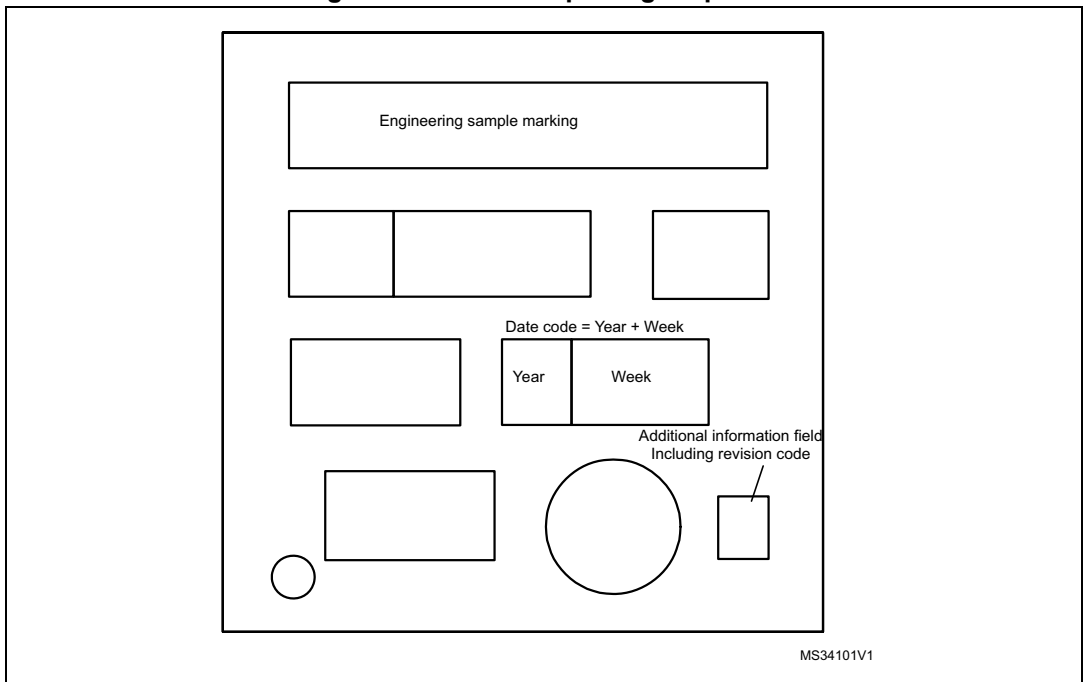 Engineering sample marking
Date code = Year + Week
Year Week
Additional information field
Including revision code
MS34101V1